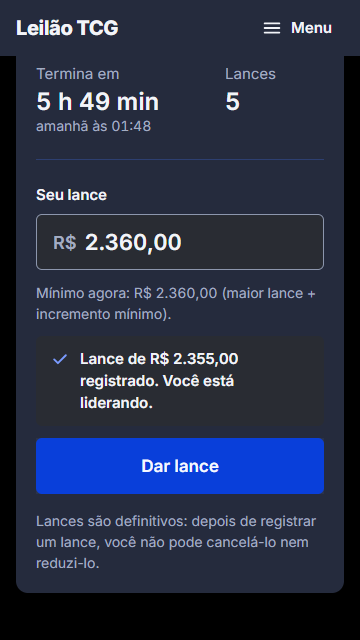 Leilão TCG
Menu
Termina em
Lances
5 h 49 min
5
amanhã às 01:48
Seu lance
R$ 2.360,00
Mínimo agora: R$ 2.360,00 (maior lance +
incremento mínimo).
Lance de R$ 2.355,00
registrado. Você está
liderando.
Dar lance
Lances são definitivos: depois de registrar
um lance, você não pode cancelá-lo nem
reduzi-lo.